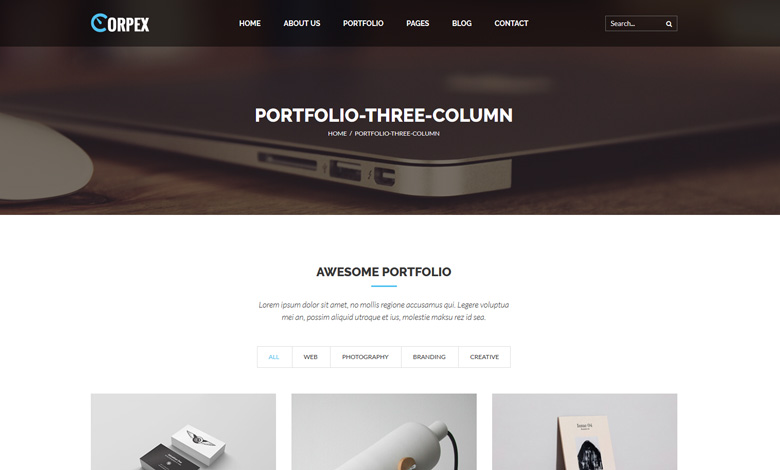 CORPEX
HOME ABOUT US PORTFOLIO PAGES BLOG CONTACT
Search...
PORTFOLIO-THREE-COLUMN
HOME / PORTFOLIO-THREE-COLUMN
AWESOME PORTFOLIO
Lorem ipsum dolor sit amet, no mollis regione accusamus qui. Legere voluptua
mei an, possim aliquid utroque et ius, molestie maksu rez id sea.
ALL WEB PHOTOGRAPHY BRANDING CREATIVE
Issue 04